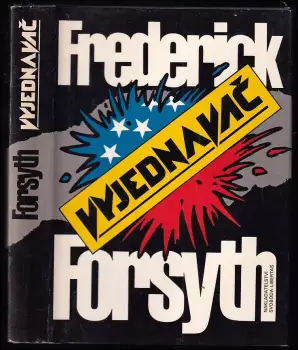 VYJEDNAVAČ
Forsyth
Frederick
VYJEDNAVAČ
Forsyth
NAKLADATELSTVÍ
SVOBODA-LIBERTAS